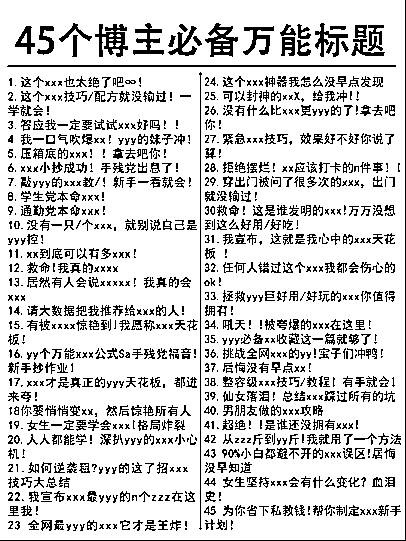 45个博主必备万能标题
1. 这个xxx也太绝了吧∞!
2. 这个xxx技巧/配方就没输过! 一
学就会!
3. 答应我一定要试试xxx好吗!!
4 我一口气吹爆xx! yyy的妹子冲!
5. 压箱底的xxx!! 拿去吧你!
6. xxx小抄成功! 手残党出息了!
7. 敲yyy的xxx教/! 新手一看就会!
8. 学生党本命xxx!
9. 通勤党本命xxx!
10. 没有一只/个xxx, 就别说自己是
yyy控!
11. xx到底可以有多xxx!
12. 救命!我真的xxxx
13. 居然有人会说xxxxx! 我真的会
xxx
14. 请大数据把我推荐给xxx的人!
15. 有被xxxx惊艳到!我愿称xxx天花
板!
16. yy个万能xxx公式Sa手残党福音!
新手抄作业!
17. xxx才是真正的yyy天花板, 都进
来夸!
18你要悄悄变xx, 然后惊艳所有人
19. 女生一定要学会xxx!格局炸裂
20. 人人都能学! 深扒yyy的xxx小心
机!
21. 如何逆袭租?yyy的这了招xxx
技巧大总结
22. 我宣布xxx最yyy的n个zzz在这
里我!
23 全网最yyy的xxx它才是王炸!
24. 这个xxx神器我怎么没早点发现
25. 可以封神的xxX, 给我冲!!
26. 没有什么比xxx更yyy的了!拿去吧
你!
27. 紧急xxx技巧, 效果好不好你说了
算!
28. 拒绝摆烂! xx应该打卡的n件事!!
29. 穿出门被问了很多次的xxx, 出门
就没输过!
30救命! 这是谁发明的xxx!万万没想
到这么好用/好吃!
31. 我宣布, 这就是我心中的xxx天花
板 !
32. 任何人错过这个xxx我都会伤心的
ok!
33. 拯救yyy巨好用/好玩的xxx你值得
拥有!
34. 吼天!!被夸爆的xxx在这里!
35. yyy必备xx收藏这一篇就够了!
36. 挑战全网xxx的yy!宝子们冲鸭!
37. 后悔没有早点xx!
38. 整容级xxx技巧/教程! 有手就会!
39. 仙女落泪! 总结xxx踩过所有的坑
40. 男朋友做的xxx攻略
41. 超绝!!是谁还没拥有xxx!
42 从zzz斤到yy斤!我就用了一个方法
43 90%小白都避不开的xxx误区!居悔
没早知道
44 女生坚持xxx会有什么变化? 血泪
史!
45 为你省下私教钱!帮你制定xxx新手
计划!